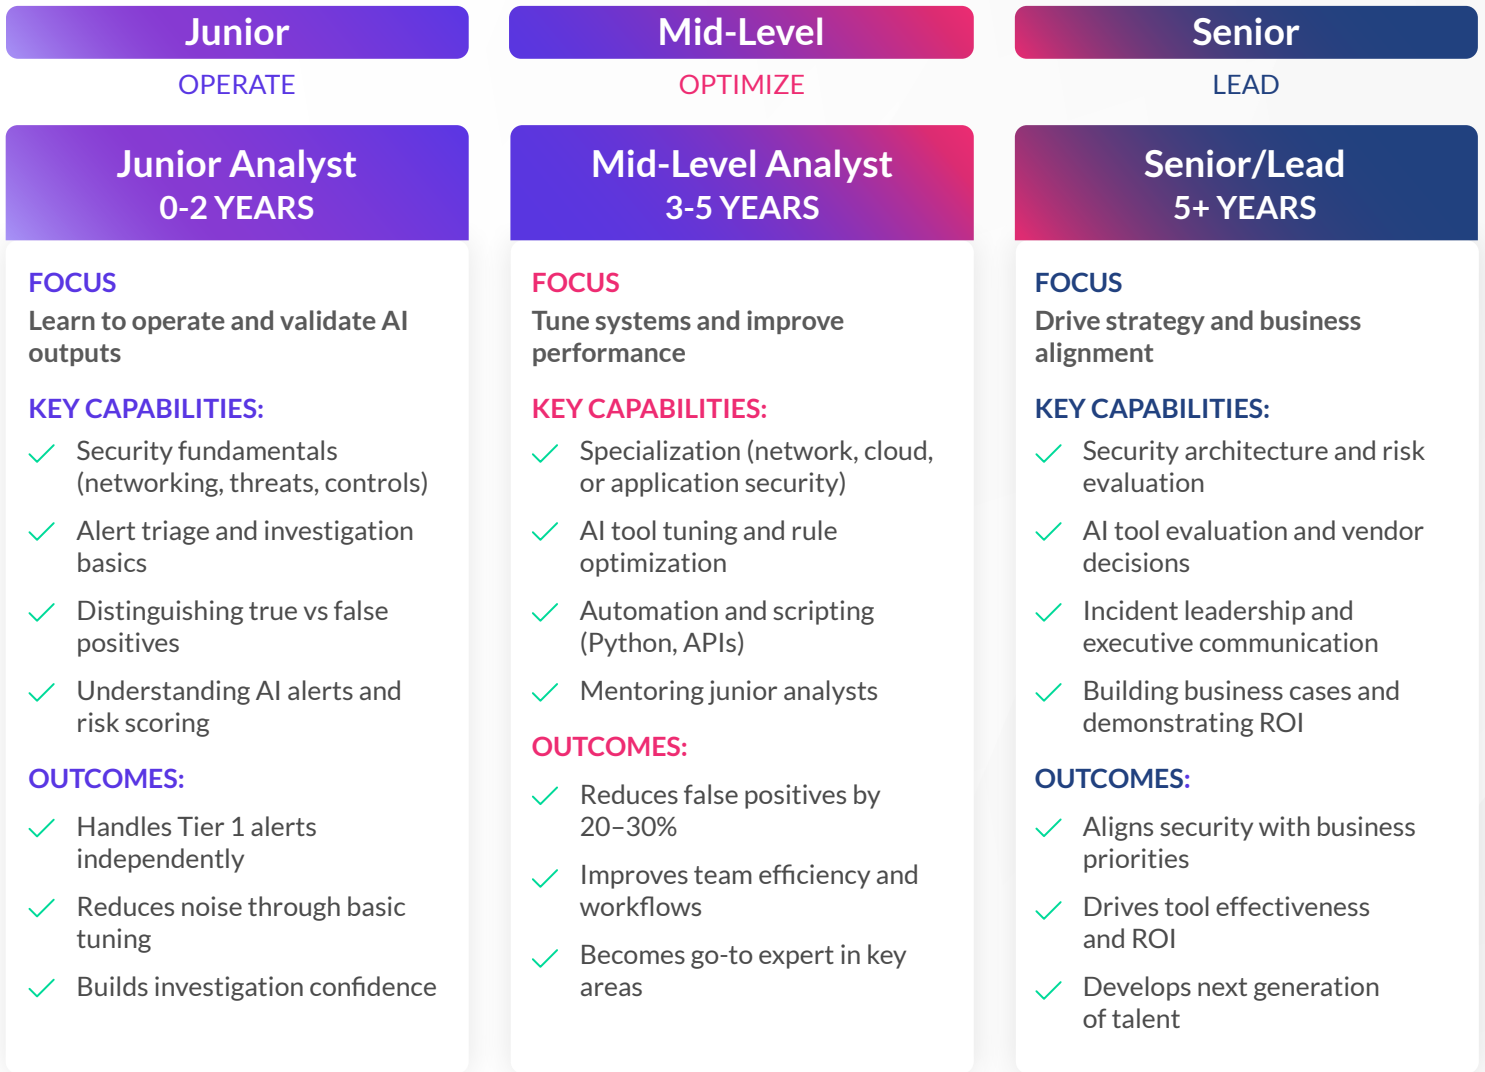 Junior
OPERATE
Junior Analyst
0-2 YEARS
FOCUS
Learn to operate and validate AI
outputs
KEY CAPABILITIES:
Security fundamentals
(networking, threats, controls)
Alert triage and investigation
basics
Distinguishing true vs false
positives
Understanding AI alerts and
risk scoring
OUTCOMES:
Handles Tier 1 alerts
independently
Reduces noise through basic
tuning
Builds investigation confidence
Mid-Level
OPTIMIZE
Mid-Level Analyst
3-5 YEARS
FOCUS
Tune systems and improve
performance
KEY CAPABILITIES:
Specialization (network, cloud,
or application security)
AI tool tuning and rule
optimization
Automation and scripting
(Python, APIs)
Mentoring junior analysts
OUTCOMES:
Reduces false positives by
20–30%
Improves team efficiency and
workflows
Becomes go-to expert in key
areas
Senior
LEAD
Senior/Lead
5+ YEARS
FOCUS
Drive strategy and business
alignment
KEY CAPABILITIES:
Security architecture and risk
evaluation
AI tool evaluation and vendor
decisions
Incident leadership and
executive communication
Building business cases and
demonstrating ROI
OUTCOMES:
Aligns security with business
priorities
Drives tool effectiveness
and ROI
Develops next generation
of talent